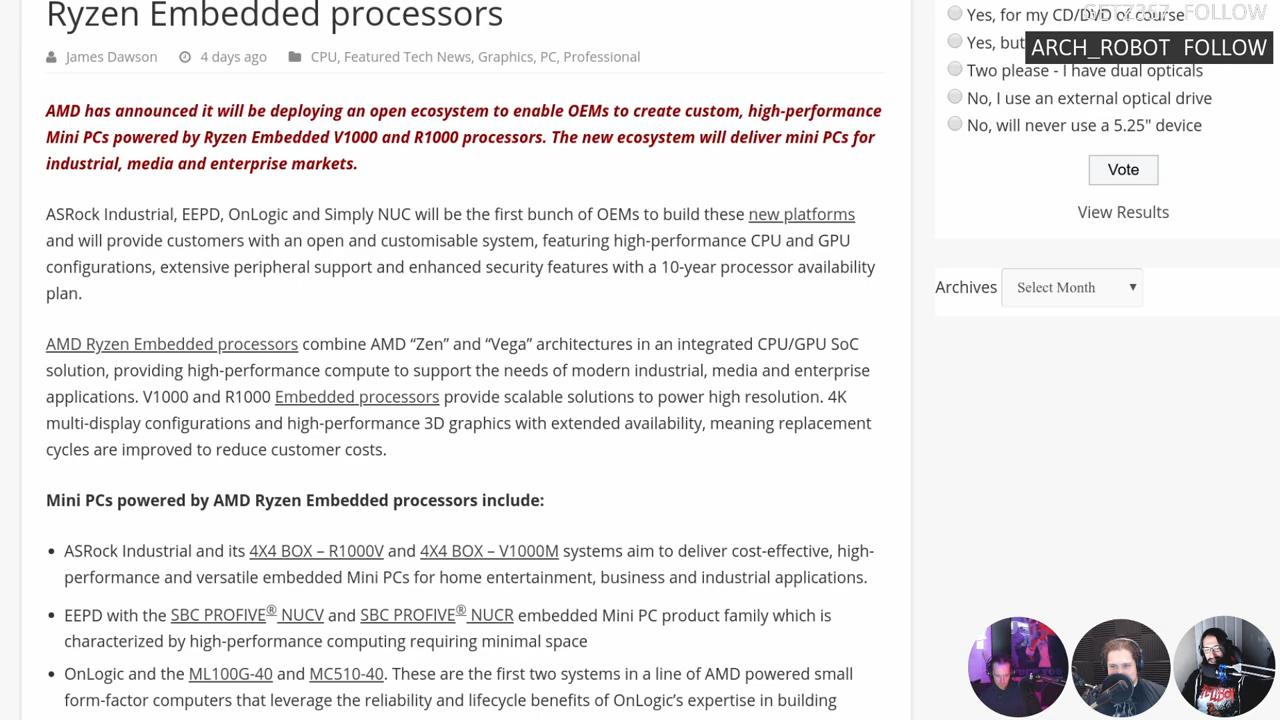 Ryzen Embedded processors
James Dawson 4 days ago CPU, Featured Tech News, Graphics, PC, Professional
AMD has announced it will be deploying an open ecosystem to enable OEMs to create custom, high-performance
Mini PCs powered by Ryzen Embedded V1000 and R1000 processors. The new ecosystem will deliver mini PCs for
industrial, media and enterprise markets.
ASRock Industrial, EEPD, OnLogic and Simply NUC will be the first bunch of OEMs to build these new platforms
and will provide customers with an open and customisable system, featuring high-performance CPU and GPU
configurations, extensive peripheral support and enhanced security features with a 10-year processor availability
plan.
AMD Ryzen Embedded processors combine AMD “Zen” and “Vega” architectures in an integrated CPU/GPU SoC
solution, providing high-performance compute to support the needs of modern industrial, media and enterprise
applications. V1000 and R1000 Embedded processors provide scalable solutions to power high resolution. 4K
multi-display configurations and high-performance 3D graphics with extended availability, meaning replacement
cycles are improved to reduce customer costs.
Mini PCs powered by AMD Ryzen Embedded processors include:
• ASRock Industrial and its 4X4 BOX – R1000V and 4X4 BOX – V1000M systems aim to deliver cost-effective, high-
performance and versatile embedded Mini PCs for home entertainment, business and industrial applications.
• EEPD with the SBC PROFIVE® NUCV and SBC PROFIVE® NUCR embedded Mini PC product family which is
characterized by high-performance computing requiring minimal space
• OnLogic and the ML100G-40 and MC510-40. These are the first two systems in a line of AMD powered small
form-factor computers that leverage the reliability and lifecycle benefits of OnLogic’s expertise in building
Yes, for my CD/DVD of course
FOLLOW
Yes, but
ARCH_ROBOT FOLLOW
Two please - I have dual opticals
No, I use an external optical drive
No, will never use a 5.25" device
Vote
View Results
Archives Select Month